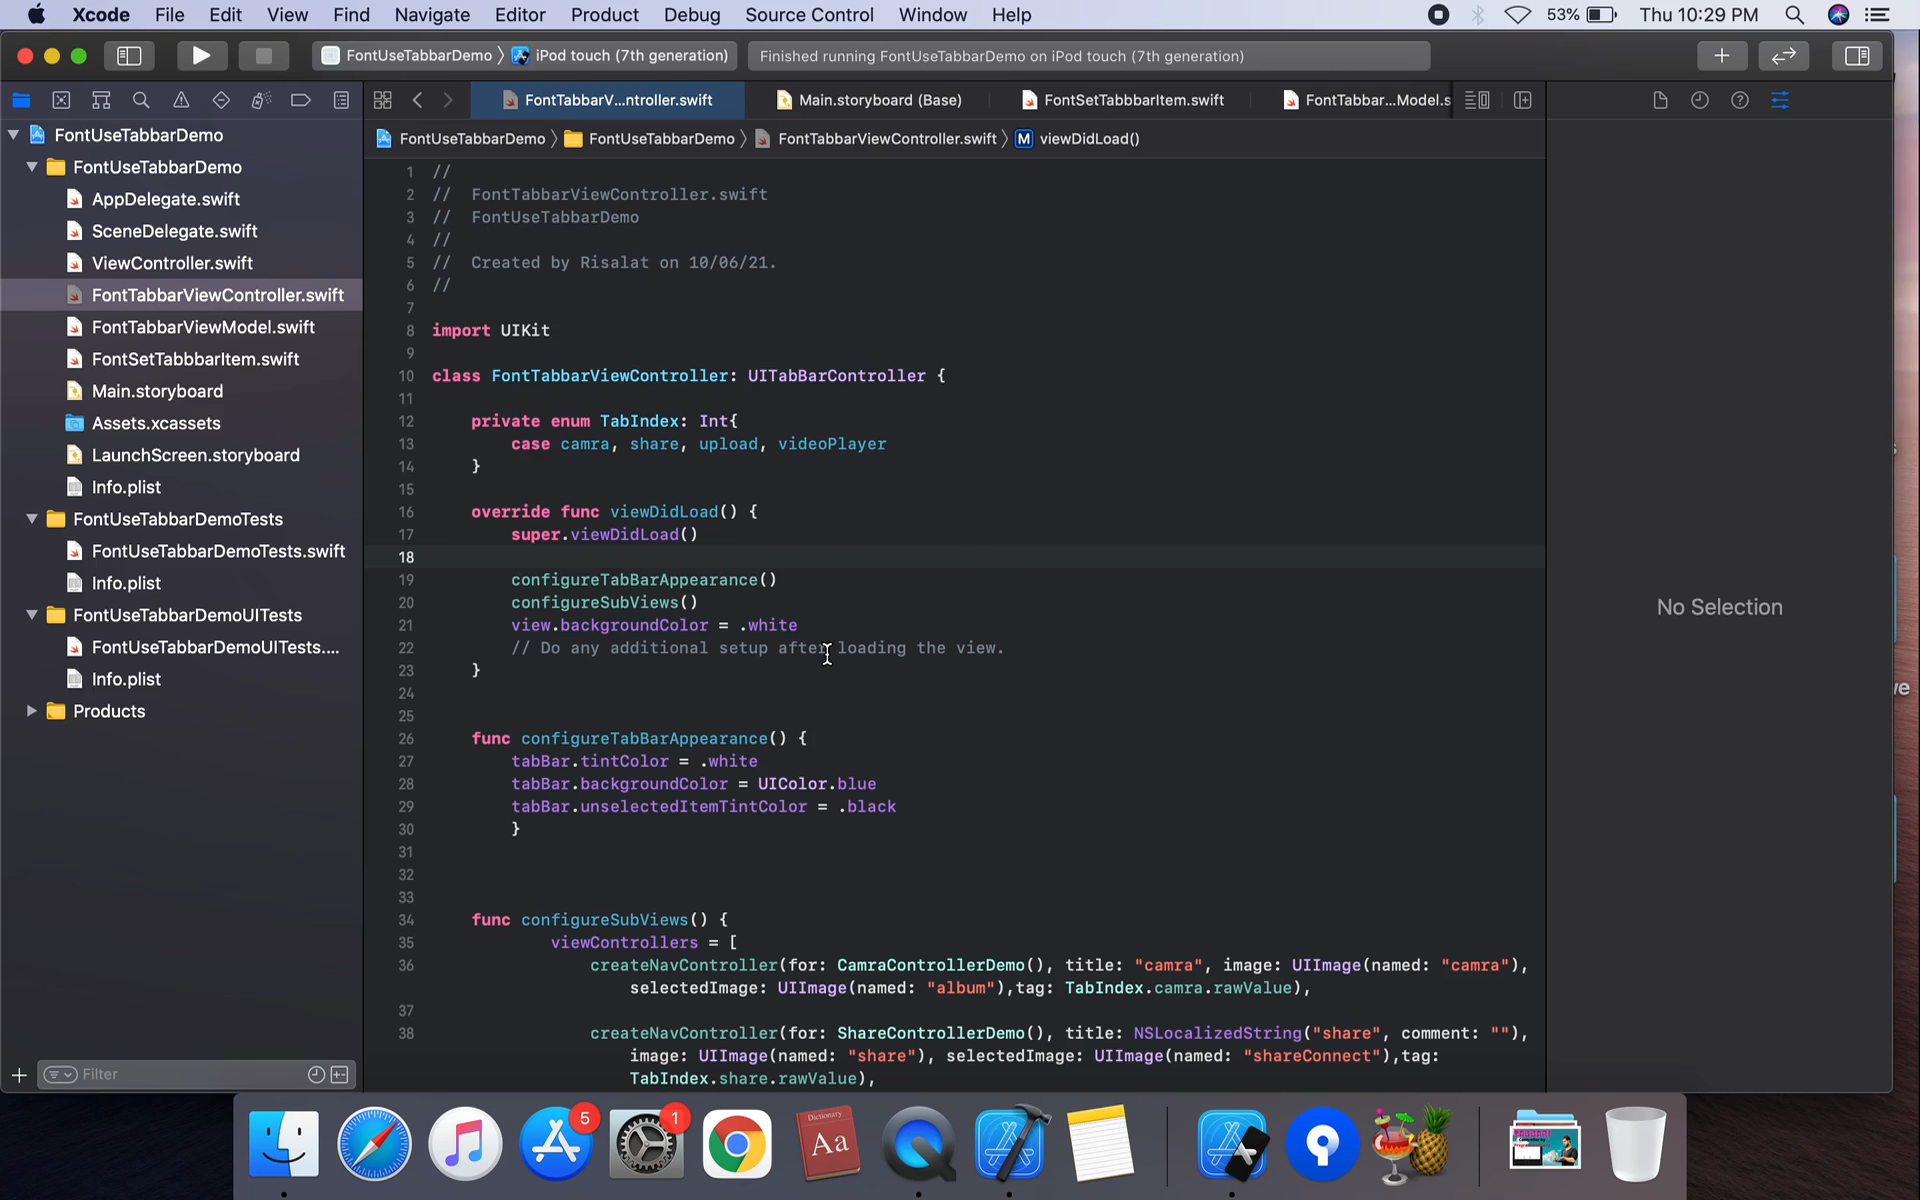 Xcode File Edit View Find Navigate Editor Product Debug Source Control Window Help 53% Thu 10:29 PM
FontUseTabbarDemo iPod touch (7th generation) Finished running FontUseTabbarDemo on iPod touch (7th generation)
FontTabbarV...ntroller.swift Main.storyboard (Base) FontSetTabbbarItem.swift FontTabbar...Model.s
FontUseTabbarDemo FontUseTabbarDemo FontTabbarViewController.swift M viewDidLoad()
FontUseTabbarDemo
FontUseTabbarDemo
AppDelegate.swift
SceneDelegate.swift
ViewController.swift
FontTabbarViewController.swift
FontTabbarViewModel.swift
FontSetTabbbarItem.swift
Main.storyboard
Assets.xcassets
LaunchScreen.storyboard
Info.plist
FontUseTabbarDemoTests
FontUseTabbarDemoTests.swift
Info.plist
FontUseTabbarDemoUITests
FontUseTabbarDemoUITests....
Info.plist
Products
Filter
1 //
2 // FontTabbarViewController.swift
3 // FontUseTabbarDemo
4 //
5 // Created by Risalat on 10/06/21.
6 //
7
8 import UIKit
9
10 class FontTabbarViewController: UITabBarController {
11
12 private enum TabIndex: Int{
13 case camra, share, upload, videoPlayer
14 }
15
16 override func viewDidLoad() {
17 super.viewDidLoad()
18
19 configureTabBarAppearance()
20 configureSubViews()
21 view.backgroundColor = .white
22 // Do any additional setup after loading the view.
23 }
24
25
26 func configureTabBarAppearance() {
27 tabBar.tintColor = .white
28 tabBar.backgroundColor = UIColor.blue
29 tabBar.unselectedItemTintColor = .black
30 }
31
32
33
34 func configureSubViews() {
35 viewControllers = [
36 createNavController(for: CamraControllerDemo(), title: "camra", image: UIImage(named: "camra"),
selectedImage: UIImage(named: "album"),tag: TabIndex.camra.rawValue),
37
38 createNavController(for: ShareControllerDemo(), title: NSLocalizedString("share", comment: ""),
image: UIImage(named: "share"), selectedImage: UIImage(named: "shareConnect"),tag:
TabIndex.share.rawValue),
No Selection
5
1
Dictionary
Aa